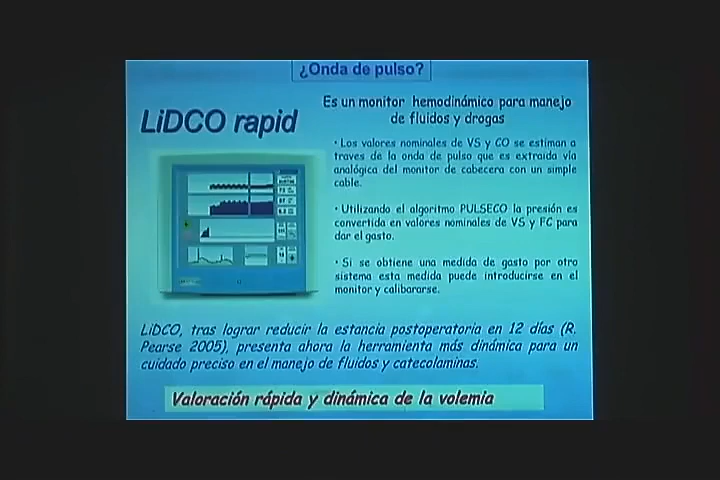 ¿Onda de pulso?
LiDCO rapid
Es un monitor hemodinámico para manejo
de fluidos y drogas
· Los valores nominales de VS y CO se estiman a
traves de la onda de pulso que es extraida vía
analógica del monitor de cabecera con un simple
cable.
· Utilizando el algoritmo PULSECO la presión es
convertida en valores nominales de VS y FC para
dar el gasto.
· Si se obtiene una medida de gasto por otro
sistema esta medida puede introducirse en el
monitor y calibararse.
LiDCO, tras lograr reducir la estancia postoperatoria en 12 días (R.
Pearse 2005), presenta ahora la herramienta más dinámica para un
cuidado preciso en el manejo de fluidos y catecolaminas.
Valoración rápida y dinámica de la volemia